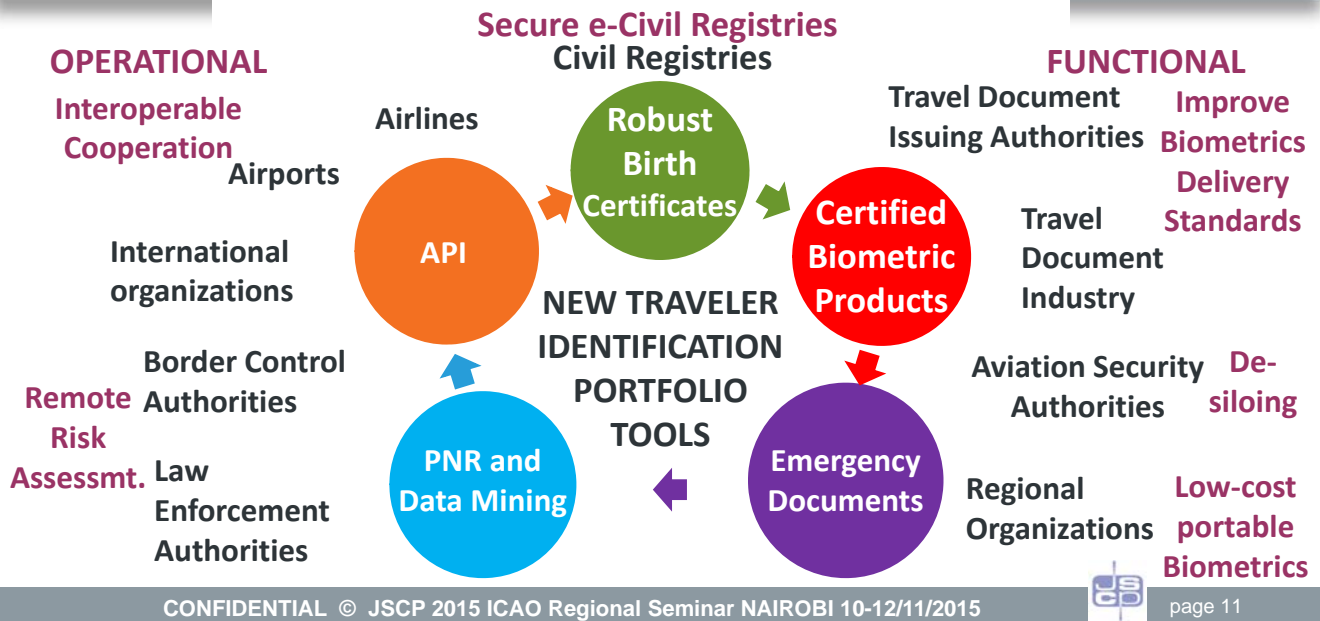 Secure e-Civil Registries
Civil Registries
OPERATIONAL
Interoperable
Cooperation
Airlines
Airports
International
organizations
Border Control
Authorities
Remote
Risk
Assessmt.
Law
Enforcement
Authorities
Robust
Birth
Certificates
API
Certified
Biometric
Products
NEW TRAVELER
IDENTIFICATION
PORTFOLIO
TOOLS
PNR and
Data Mining
Emergency
Documents
FUNCTIONAL
Travel Document
Issuing Authorities
Improve
Biometrics
Delivery
Standards
Travel
Document
Industry
Aviation Security
Authorities
De-
siloing
Regional
Organizations
Low-cost
portable
Biometrics
CONFIDENTIAL © JSCP 2015 ICAO Regional Seminar NAIROBI 10-12/11/2015
JS
CP
page 11